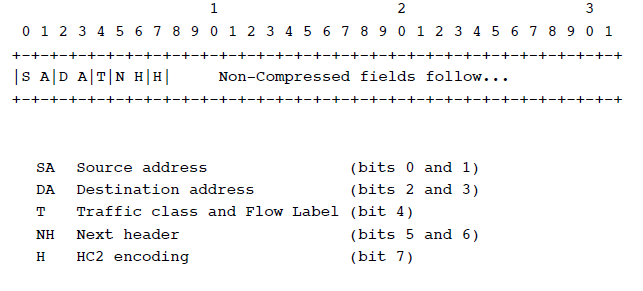 1                   2                   3
 0 1 2 3 4 5 6 7 8 9 0 1 2 3 4 5 6 7 8 9 0 1 2 3 4 5 6 7 8 9 0 1
+-+-+-+-+-+-+-+-+-+-+-+-+-+-+-+-+-+-+-+-+-+-+-+-+-+-+-+-+-+-+-+-+
|S A|D A|T|N H|H|     Non-Compressed fields follow...
+-+-+-+-+-+-+-+-+-+-+-+-+-+-+-+-+-+-+-+-+-+-+-+-+-+-+-+-+-+-+-+-+
SA Source address (bits 0 and 1)
DA Destination address (bits 2 and 3)
T Traffic class and Flow Label (bit 4)
NH Next header (bits 5 and 6)
H HC2 encoding (bit 7)